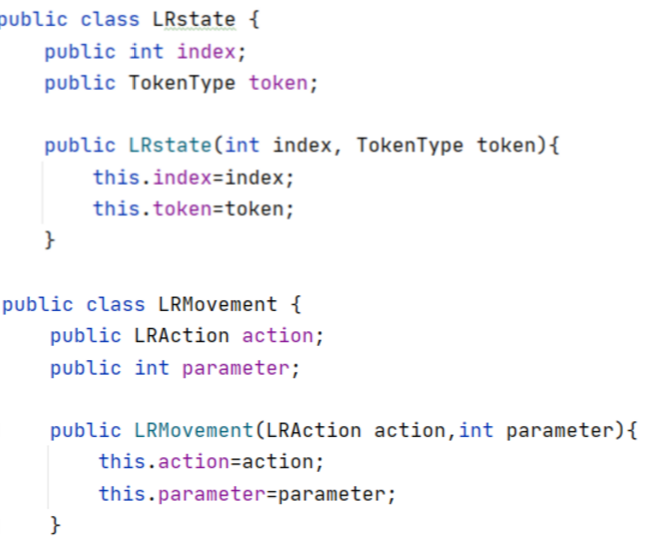 public class LRstate {
    public int index;
    public TokenType token;

    public LRstate(int index, TokenType token){
        this.index=index;
        this.token=token;
    }

public class LRMovement {
    public LRAction action;
    public int parameter;

    public LRMovement(LRAction action,int parameter){
        this.action=action;
        this.parameter=parameter;
    }